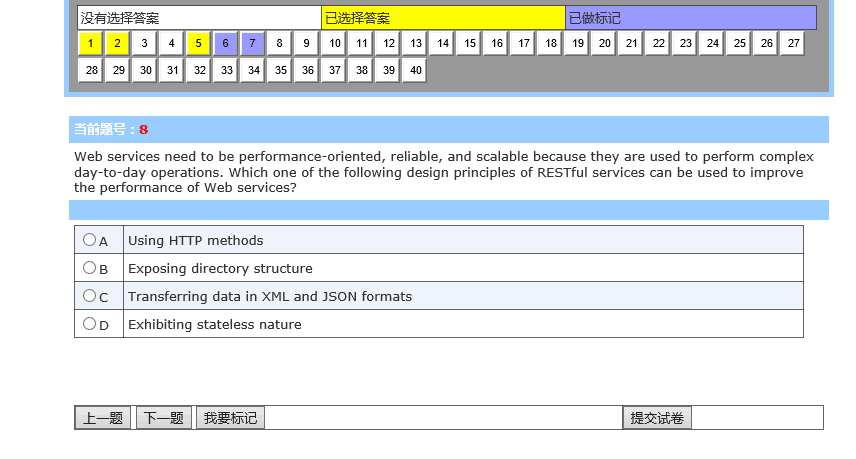 没有选择答案 已选择答案 已做标记
1 2 3 4 5 6 7 8 9 10 11 12 13 14 15 16 17 18 19 20 21 22 23 24 25 26 27
28 29 30 31 32 33 34 35 36 37 38 39 40
当前题号：8
Web services need to be performance-oriented, reliable, and scalable because they are used to perform complex
day-to-day operations. Which one of the following design principles of RESTful services can be used to improve
the performance of Web services?
A Using HTTP methods
B Exposing directory structure
C Transferring data in XML and JSON formats
D Exhibiting stateless nature
上一题 下一题 我要标记 提交试卷